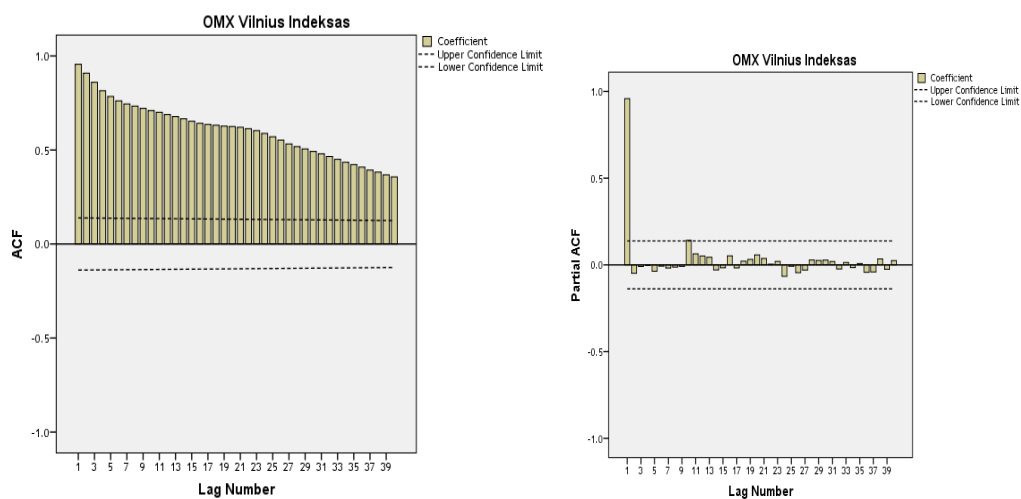 OMX Vilnius Indeksas
Coefficient
Upper Confidence Limit
Lower Confidence Limit
1.0
0.5
0.0
-0.5
-1.0
ACF
1 3 5 7 9 11 13 15 17 19 21 23 25 27 29 31 33 35 37 39
Lag Number
OMX Vilnius Indeksas
Coefficient
Upper Confidence Limit
Lower Confidence Limit
1.0
0.5
0.0
-0.5
-1.0
Partial ACF
1 3 5 7 9 11 13 15 17 19 21 23 25 27 29 31 33 35 37 39
Lag Number